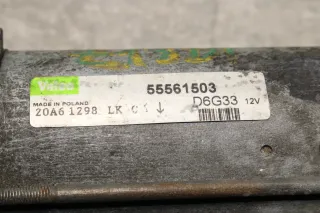 Valeo
55561503
MADE IN POLAND
D6G33 12V
20A6 1298 LK